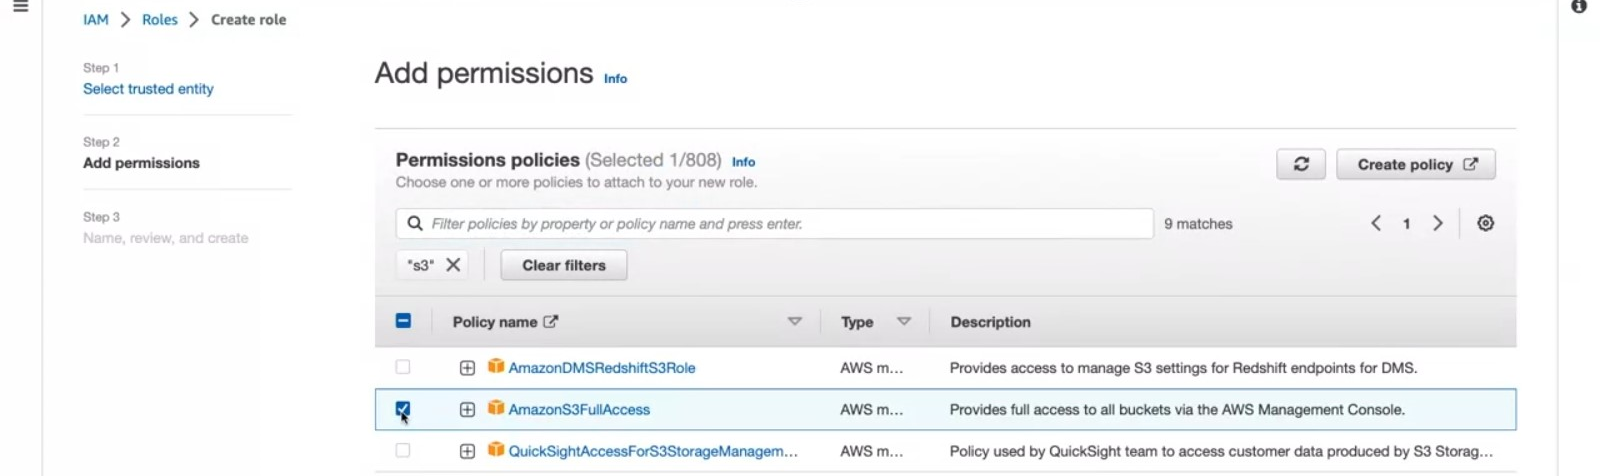 IAM > Roles > Create role
Step 1
Select trusted entity
Step 2
Add permissions
Step 3
Name, review, and create
Add permissions Info
Permissions policies (Selected 1/808) Info
Choose one or more policies to attach to your new role.
Create policy
Filter policies by property or policy name and press enter.
9 matches
1
"s3"
Clear filters
Policy name Type Description
AmazonDMSRedshiftS3Role AWS m... Provides access to manage S3 settings for Redshift endpoints for DMS.
AmazonS3FullAccess AWS m... Provides full access to all buckets via the AWS Management Console.
QuickSightAccessForS3StorageManagem... AWS m... Policy used by QuickSight team to access customer data produced by S3 Storag...